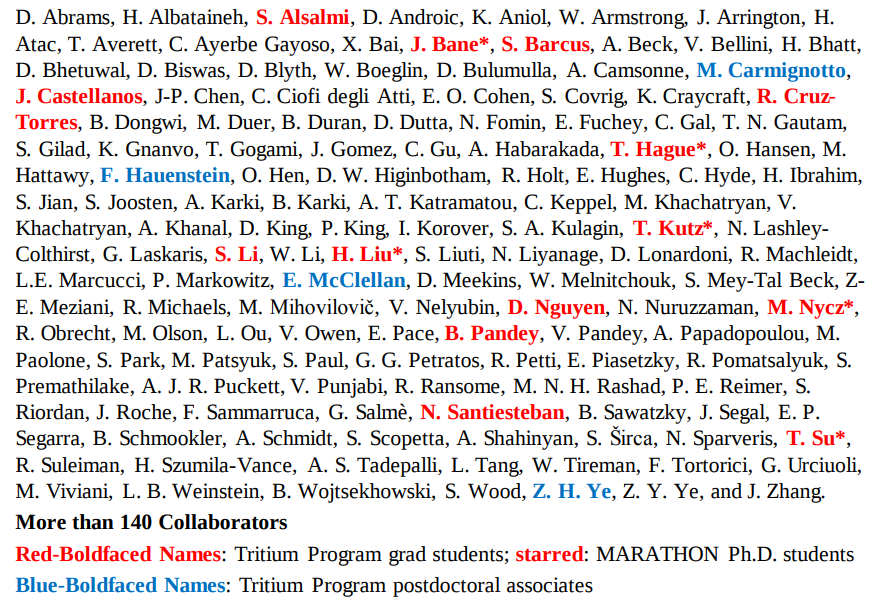 D. Abrams, H. Albataineh, S. Alsalmi, D. Androic, K. Aniol, W. Armstrong, J. Arrington, H.
Atac, T. Averett, C. Ayerbe Gayoso, X. Bai, J. Bane*, S. Barcus, A. Beck, V. Bellini, H. Bhatt,
D. Bhetuwal, D. Biswas, D. Blyth, W. Boeglin, D. Bulumulla, A. Camsonne, M. Carmignotto,
J. Castellanos, J-P. Chen, C. Ciofi degli Atti, E. O. Cohen, S. Covrig, K. Craycraft, R. Cruz-
Torres, B. Dongwi, M. Duer, B. Duran, D. Dutta, N. Fomin, E. Fuchey, C. Gal, T. N. Gautam,
S. Gilad, K. Gnanvo, T. Gogami, J. Gomez, C. Gu, A. Habarakada, T. Hague*, O. Hansen, M.
Hattawy, F. Hauenstein, O. Hen, D. W. Higinbotham, R. Holt, E. Hughes, C. Hyde, H. Ibrahim,
S. Jian, S. Joosten, A. Karki, B. Karki, A. T. Katramatou, C. Keppel, M. Khachatryan, V.
Khachatryan, A. Khanal, D. King, P. King, I. Korover, S. A. Kulagin, T. Kutz*, N. Lashley-
Colthirst, G. Laskaris, S. Li, W. Li, H. Liu*, S. Liuti, N. Liyanage, D. Lonardoni, R. Machleidt,
L.E. Marcucci, P. Markowitz, E. McClellan, D. Meekins, W. Melnitchouk, S. Mey-Tal Beck, Z-
E. Meziani, R. Michaels, M. Mihovilovič, V. Nelyubin, D. Nguyen, N. Nuruzzaman, M. Nycz*,
R. Obrecht, M. Olson, L. Ou, V. Owen, E. Pace, B. Pandey, V. Pandey, A. Papadopoulou, M.
Paolone, S. Park, M. Patsyuk, S. Paul, G. G. Petratos, R. Petti, E. Piasetzky, R. Pomatsalyuk, S.
Premathilake, A. J. R. Puckett, V. Punjabi, R. Ransome, M. N. H. Rashad, P. E. Reimer, S.
Riordan, J. Roche, F. Sammarruca, G. Salmè, N. Santiesteban, B. Sawatzky, J. Segal, E. P.
Segarra, B. Schmookler, A. Schmidt, S. Scopetta, A. Shahinyan, S. Širca, N. Sparveris, T. Su*,
R. Suleiman, H. Szumila-Vance, A. S. Tadepalli, L. Tang, W. Tireman, F. Tortorici, G. Urciuoli,
M. Viviani, L. B. Weinstein, B. Wojtsekhowski, S. Wood, Z. H. Ye, Z. Y. Ye, and J. Zhang.
More than 140 Collaborators
Red-Boldfaced Names: Tritium Program grad students; starred: MARATHON Ph.D. students
Blue-Boldfaced Names: Tritium Program postdoctoral associates